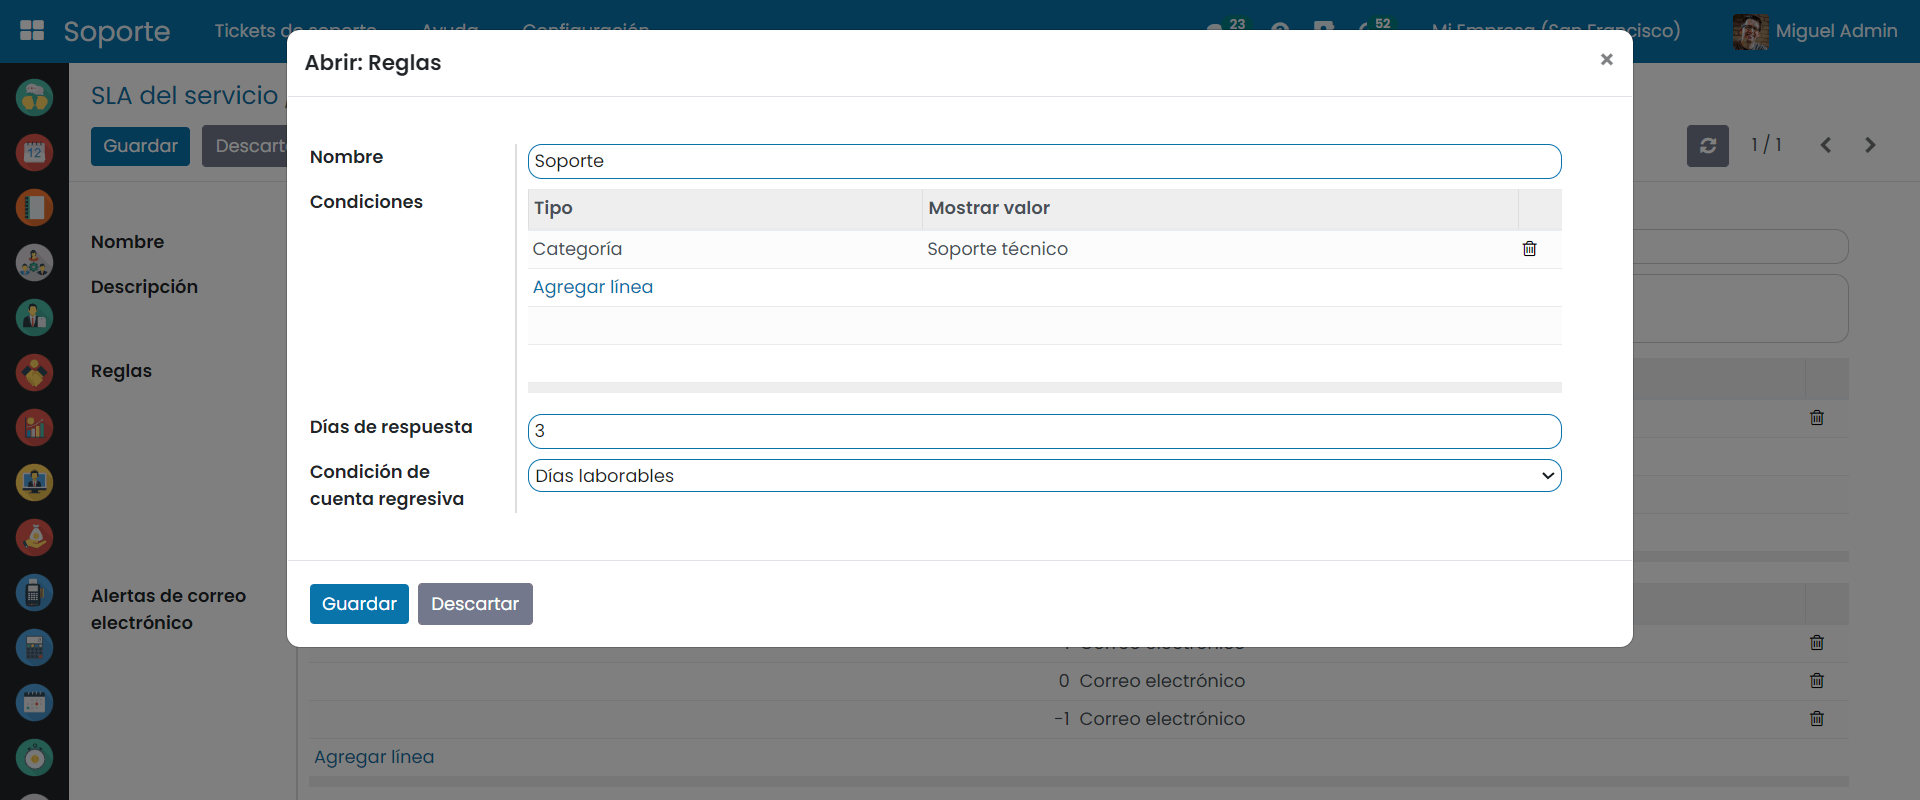 Soporte
Tickets de soporte Ayuda Configuración 23 52 Mi Empresa (San Francisco) Miguel Admin
Abrir: Reglas
×
SLA del servicio /
Guardar
Descart
1 / 1
12
Nombre
Soporte
Condiciones
Tipo Mostrar valor
Categoría Soporte técnico
Agregar línea
Días de respuesta
3
Condición de
cuenta regresiva
Días laborables
Guardar Descartar
Nombre
Descripción
Reglas
Alertas de correo
electrónico
Correo electrónico
0 Correo electrónico
-1 Correo electrónico
Agregar línea